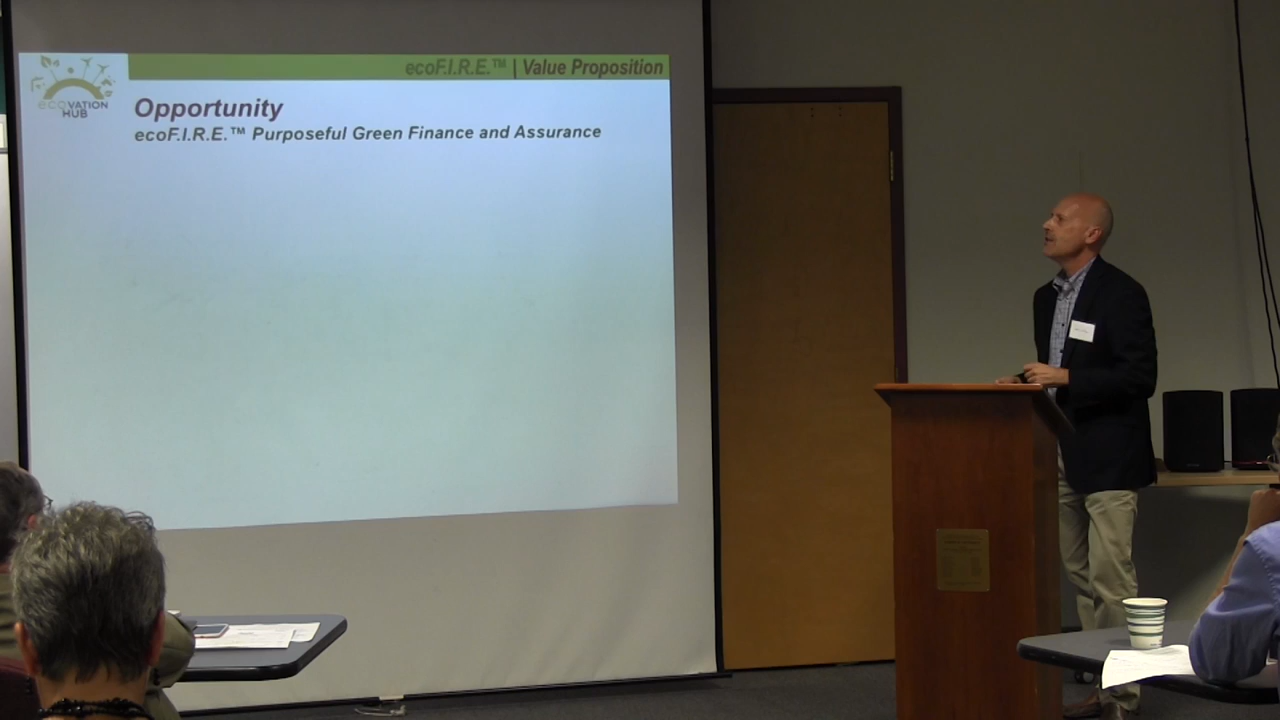 ecoF.I.R.E.™ | Value Proposition
ecOVATION
HUB
Opportunity
ecoF.I.R.E.™ Purposeful Green Finance and Assurance